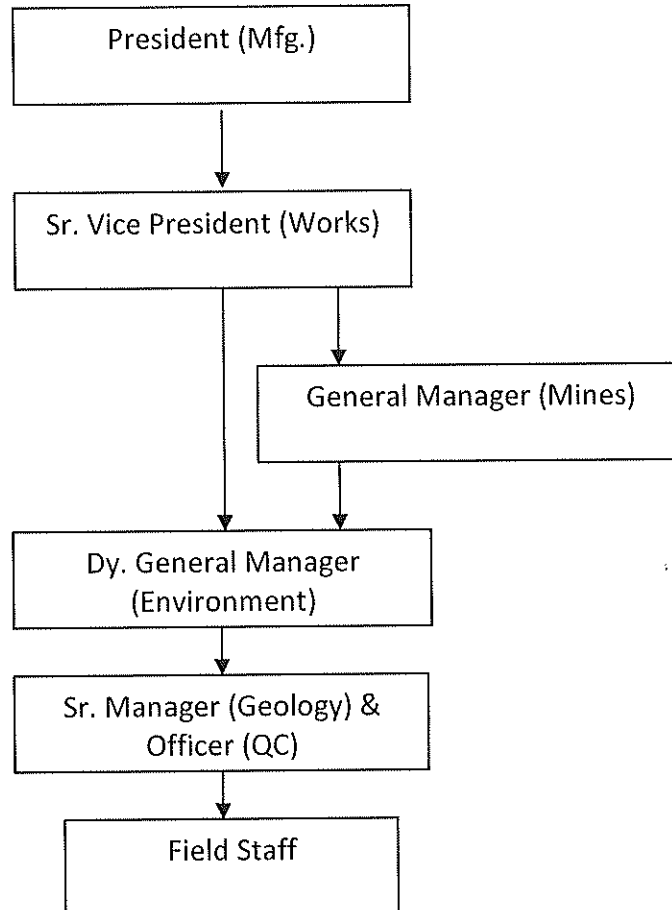 President (Mfg.)
Sr. Vice President (Works)
General Manager (Mines)
Dy. General Manager
(Environment)
Sr. Manager (Geology) &
Officer (QC)
Field Staff